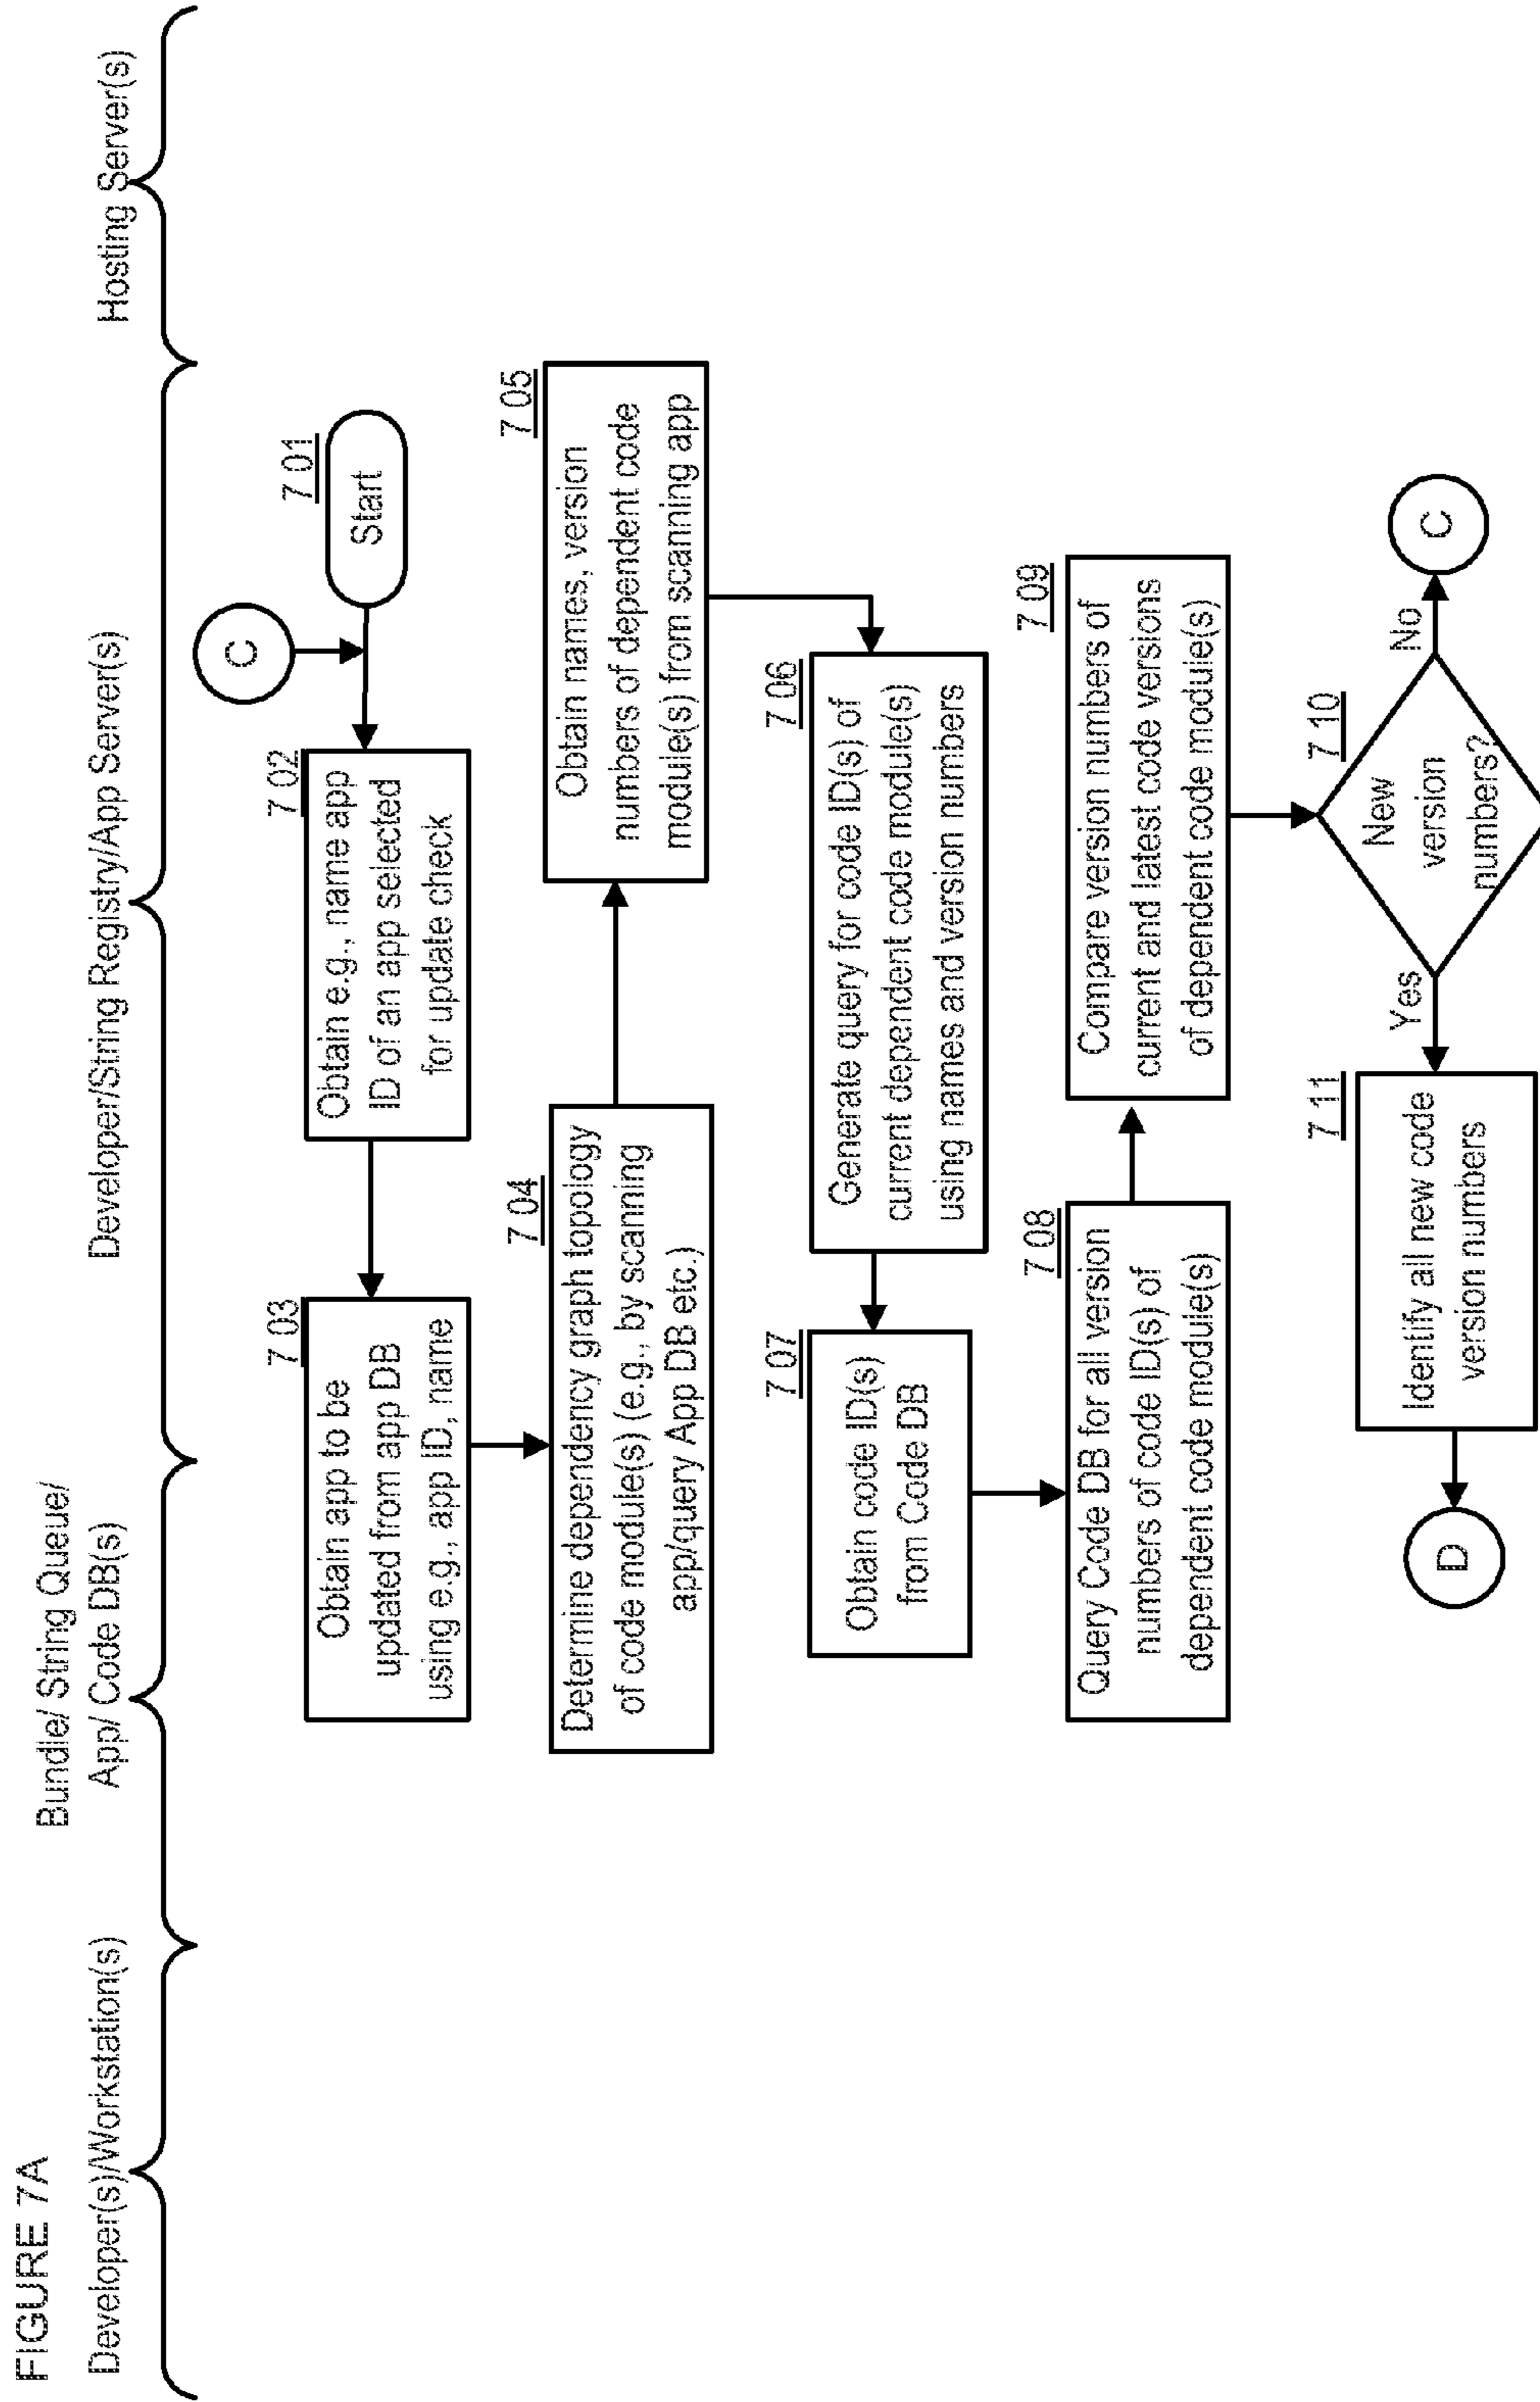 FIGURE 7A
Developer(s)/Workstation(s)
Bundle/ String Queue/
App/ Code DB(s)
Developer/String Registry/App Server(s)
Hosting Server(s)
C
7 01
Start
7 02
Obtain e.g., name app
ID of an app selected
for update check
7 03
Obtain app to be
updated from app DB
using e.g., app ID, name
7 04
Determine dependency graph topology
of code module(s) (e.g., by scanning
app/query App DB etc.)
7 05
Obtain names, version
numbers of dependent code
module(s) from scanning app
7 06
Generate query for code ID(s) of
current dependent code module(s)
using names and version numbers
7 07
Obtain code ID(s)
from Code DB
7 08
Query Code DB for all version
numbers of code ID(s) of
dependent code module(s)
7 09
Compare version numbers of
current and latest code versions
of dependent code module(s)
7 10
New
version
numbers?
No
C
Yes
7 11
Identify all new code
version numbers
D